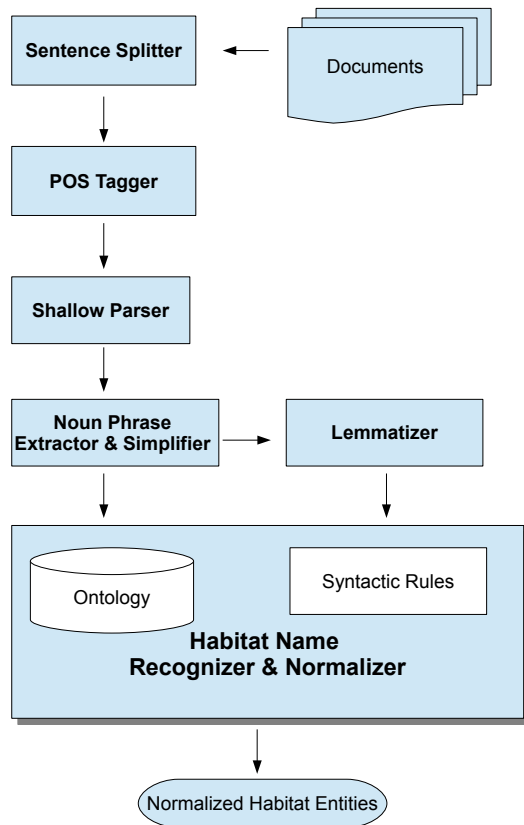 Sentence Splitter
Documents
POS Tagger
Shallow Parser
Noun Phrase
Extractor & Simplifier
Lemmatizer
Ontology
Syntactic Rules
Habitat Name
Recognizer & Normalizer
Normalized Habitat Entities